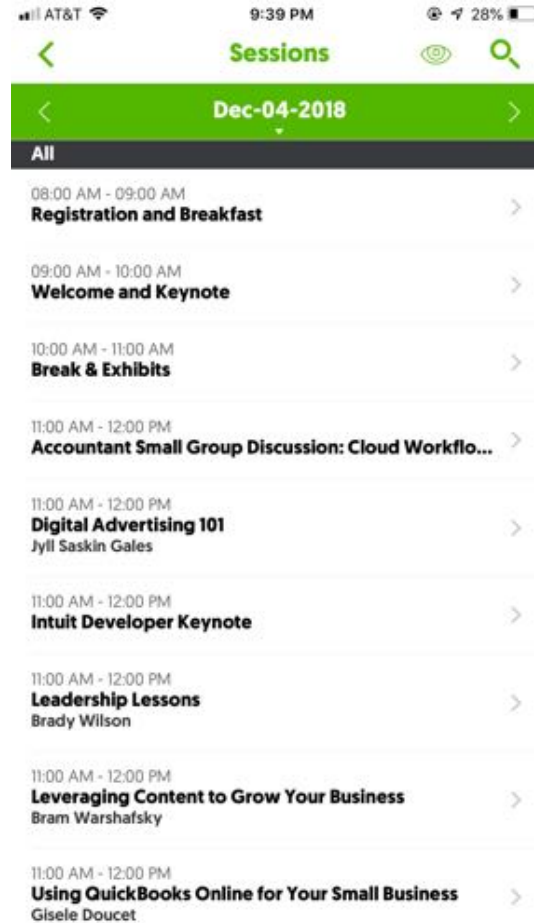 AT&T 9:39 PM 28%
Sessions
Dec-04-2018
All
08:00 AM - 09:00 AM
Registration and Breakfast
09:00 AM - 10:00 AM
Welcome and Keynote
10:00 AM - 11:00 AM
Break & Exhibits
11:00 AM - 12:00 PM
Accountant Small Group Discussion: Cloud Workflo...
11:00 AM - 12:00 PM
Digital Advertising 101
Jyll Saskin Gales
11:00 AM - 12:00 PM
Intuit Developer Keynote
11:00 AM - 12:00 PM
Leadership Lessons
Brady Wilson
11:00 AM - 12:00 PM
Leveraging Content to Grow Your Business
Bram Warshafsky
11:00 AM - 12:00 PM
Using QuickBooks Online for Your Small Business
Gisele Doucet